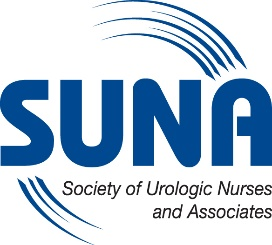 SUNA
Society of Urologic Nurses
and Associates